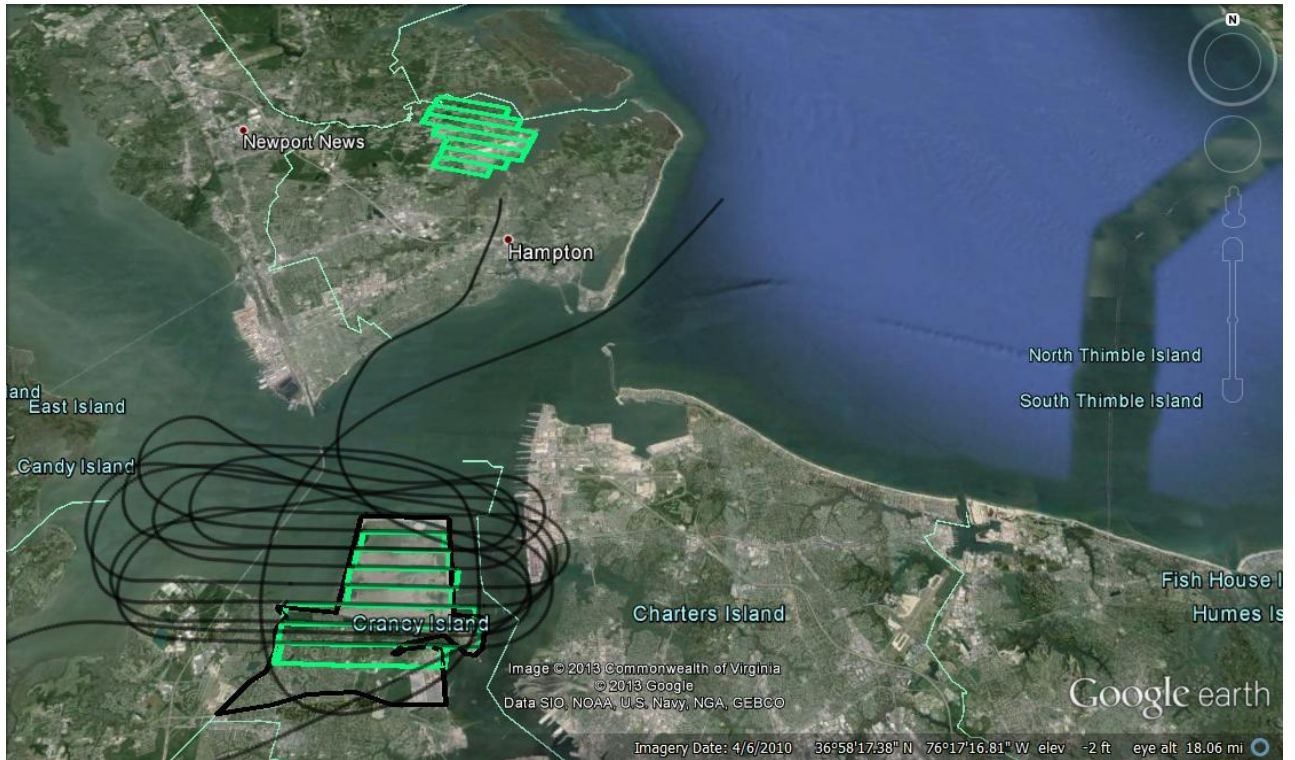 N
Newport News
Hampton
North Thimble Island
land
East Island
South Thimble Island
Candy Island
Fish House I
Charters Island
Humes Is
Craney Island
Image © 2013 Commonwealth of Virginia
© 2013 Google
Data SIO, NOAA, U.S. Navy, NGA, GEBCO
Google earth
Imagery Date: 4/6/2010 36°58'17.38" N 76°17'16.81" W elev -2 ft eye alt 18.06 mi